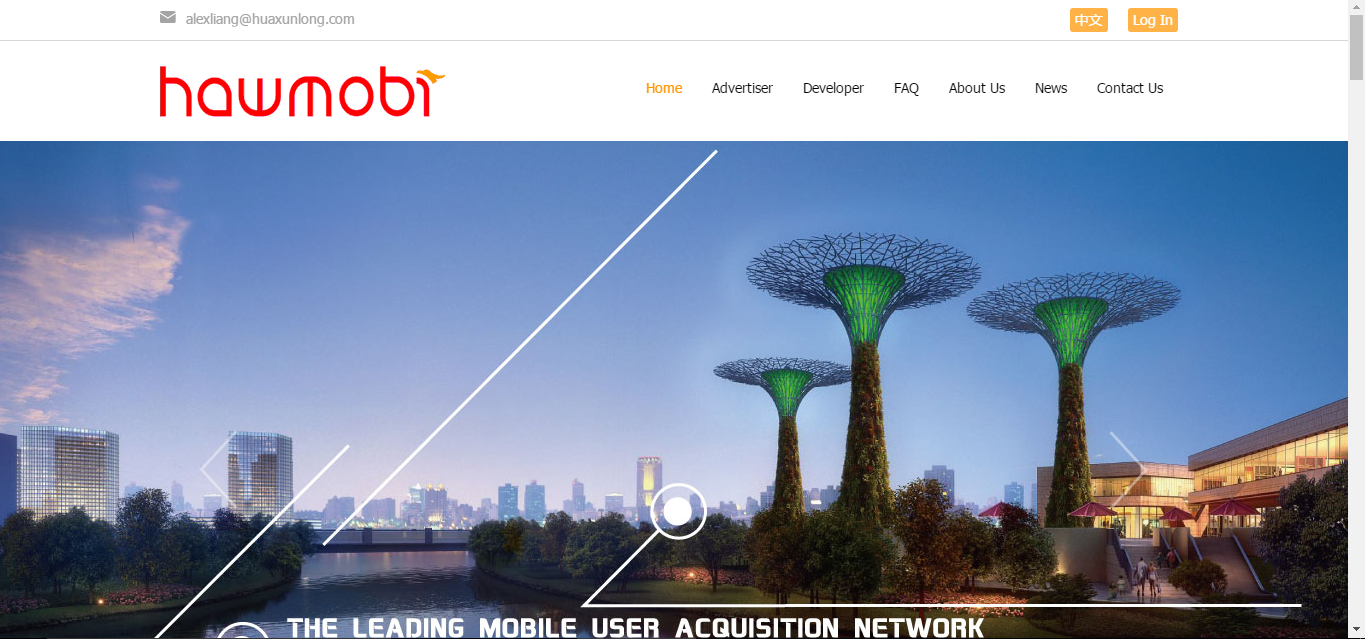 alexliang@huaxunlong.com
中文
Log In
hawmobi
Home
Advertiser
Developer
FAQ
About Us
News
Contact Us
THE LEADING MOBILE USER ACQUISITION NETWORK